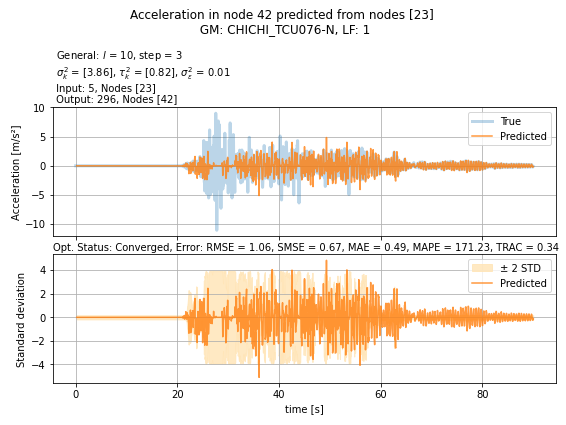 Acceleration in node 42 predicted from nodes [23]
GM: CHICHI_TCU076-N, LF: 1
General: l = 10, step = 3
σ²ₖ = [3.86], τ²ₖ = [0.82], σ²ε = 0.01
Input: 5, Nodes [23]
Output: 296, Nodes [42]
10
5
0
−5
−10
Acceleration [m/s²]
True
Predicted
Opt. Status: Converged, Error: RMSE = 1.06, SMSE = 0.67, MAE = 0.49, MAPE = 171.23, TRAC = 0.34
4
2
0
−2
−4
Standard deviation
± 2 STD
Predicted
0 20 40 60 80
time [s]